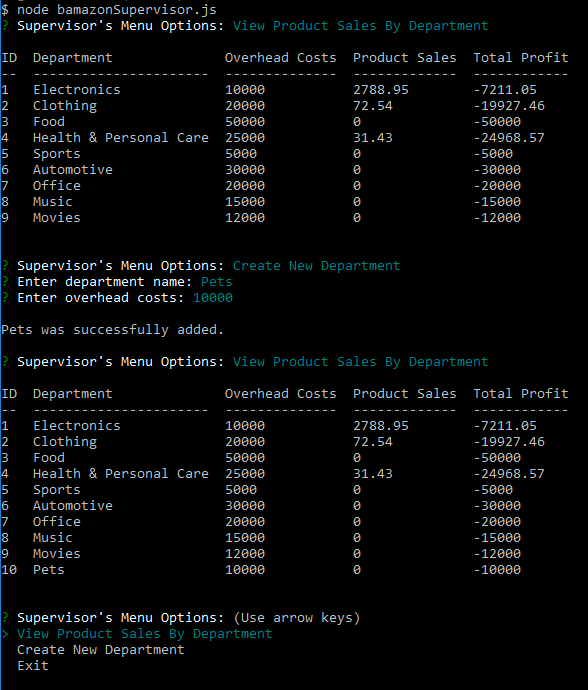 $ node bamazonSupervisor.js
? Supervisor's Menu Options: View Product Sales By Department
ID  Department              Overhead Costs  Product Sales  Total Profit
--  ----------------------  --------------  -------------  ------------
1   Electronics             10000           2788.95        -7211.05
2   Clothing                20000           72.54          -19927.46
3   Food                    50000           0              -50000
4   Health & Personal Care  25000           31.43          -24968.57
5   Sports                  5000            0              -5000
6   Automotive              30000           0              -30000
7   Office                  20000           0              -20000
8   Music                   15000           0              -15000
9   Movies                  12000           0              -12000
? Supervisor's Menu Options: Create New Department
? Enter department name: Pets
? Enter overhead costs: 10000
Pets was successfully added.
? Supervisor's Menu Options: View Product Sales By Department
ID  Department              Overhead Costs  Product Sales  Total Profit
--  ----------------------  --------------  -------------  ------------
1   Electronics             10000           2788.95        -7211.05
2   Clothing                20000           72.54          -19927.46
3   Food                    50000           0              -50000
4   Health & Personal Care  25000           31.43          -24968.57
5   Sports                  5000            0              -5000
6   Automotive              30000           0              -30000
7   Office                  20000           0              -20000
8   Music                   15000           0              -15000
9   Movies                  12000           0              -12000
10  Pets                    10000           0              -10000
? Supervisor's Menu Options: (Use arrow keys)
> View Product Sales By Department
  Create New Department
  Exit